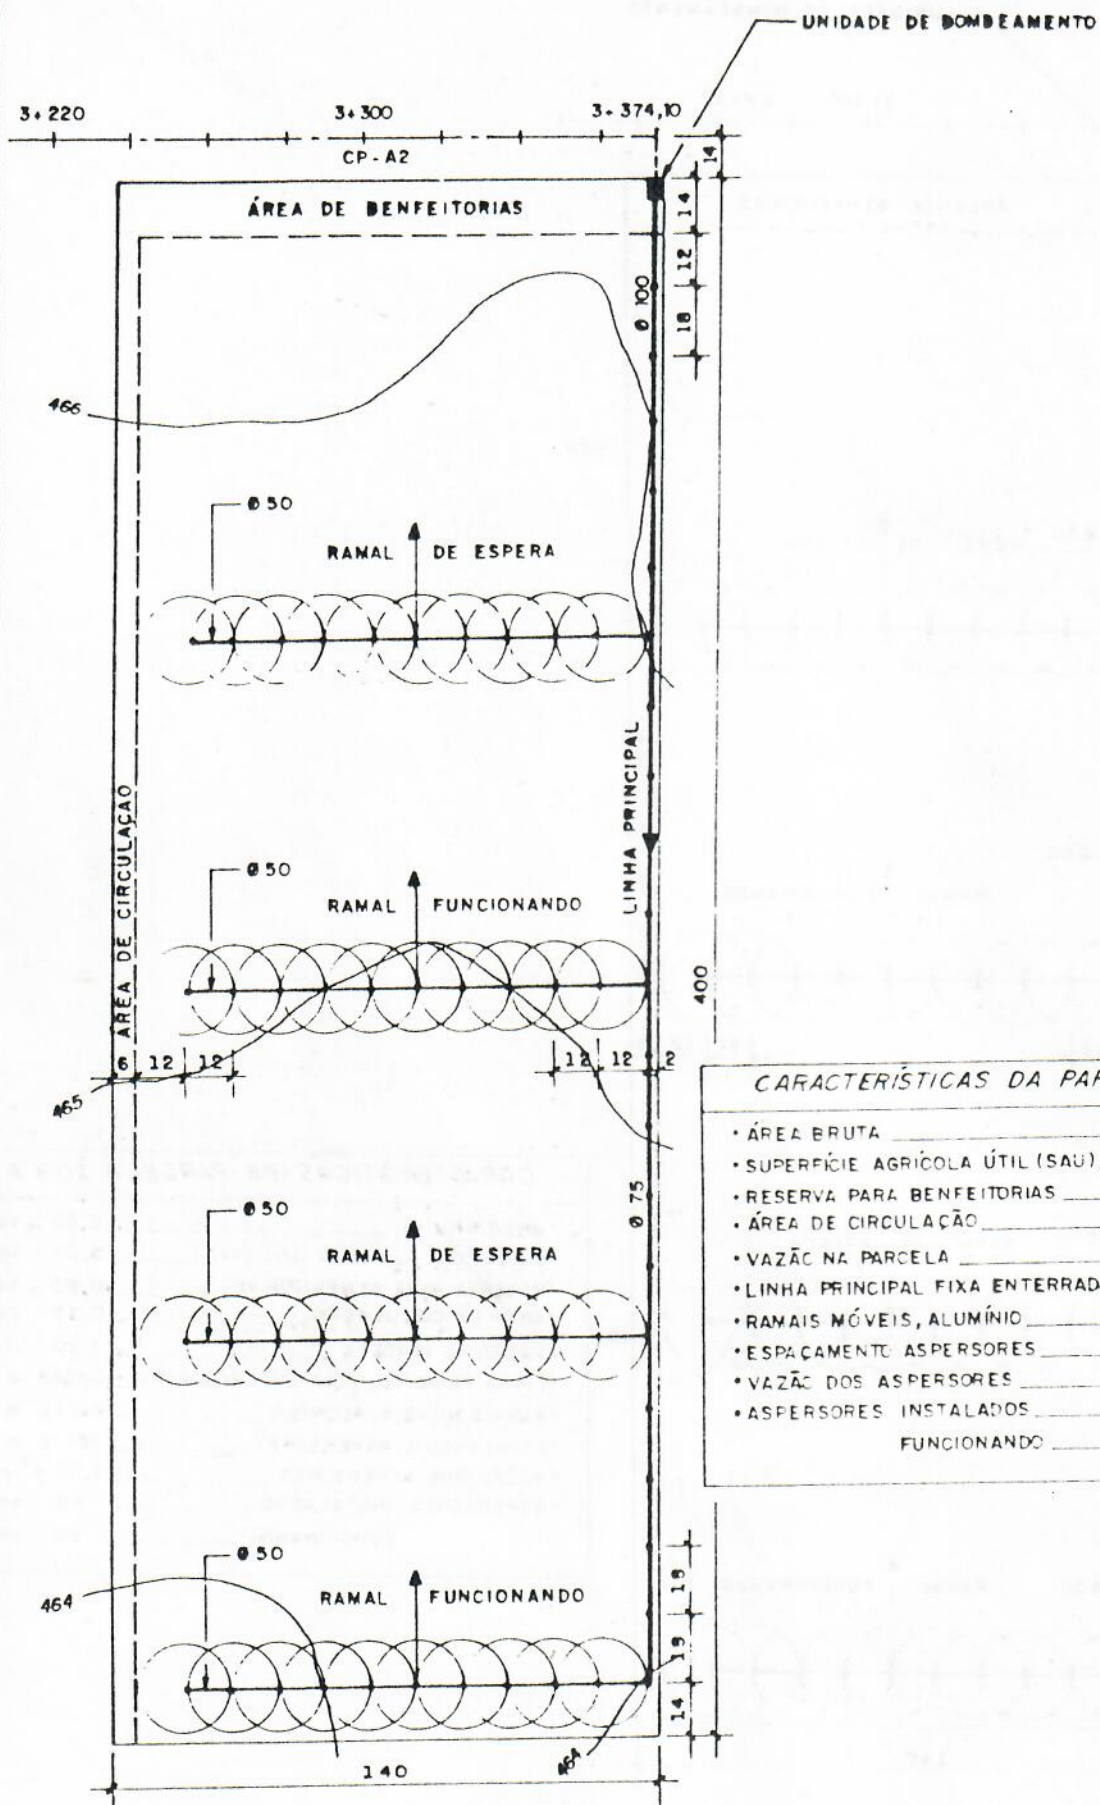 UNIDADE DE BOMBEAMENTO
3+220
3+300
3+374,10
CP-A2
14
ÁREA DE BENFEITORIAS
14
12
18
Ø 100
466
Ø 50
RAMAL DE ESPERA
LINHA PRINCIPAL
ÁREA DE CIRCULAÇÃO
Ø 50
RAMAL FUNCIONANDO
400
6
12
12
12
12
2
465
CARACTERÍSTICAS DA PAR
• ÁREA BRUTA
• SUPERFÍCIE AGRÍCOLA ÚTIL (SAU)
• RESERVA PARA BENFEITORIAS
• ÁREA DE CIRCULAÇÃO
• VAZÃO NA PARCELA
• LINHA PRINCIPAL FIXA ENTERRAD
• RAMAIS MÓVEIS, ALUMÍNIO
• ESPAÇAMENTO ASPERSORES
• VAZÃO DOS ASPERSORES
• ASPERSORES INSTALADOS
FUNCIONANDO
Ø 75
Ø 50
RAMAL DE ESPERA
Ø 50
RAMAL FUNCIONANDO
464
18
18
14
464
140